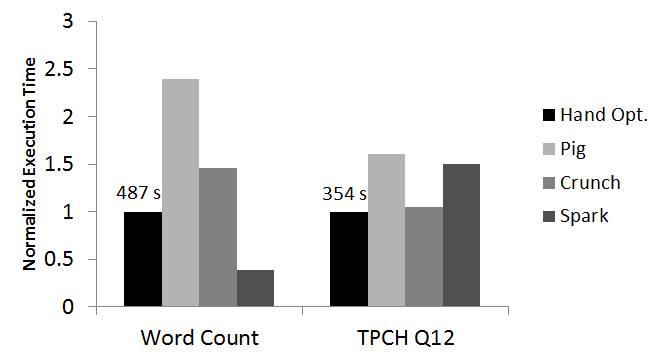 Normalized Execution Time
3
2.5
2
1.5
1
0.5
0
487 s
354 s
Word Count
TPCH Q12
Hand Opt.
Pig
Crunch
Spark